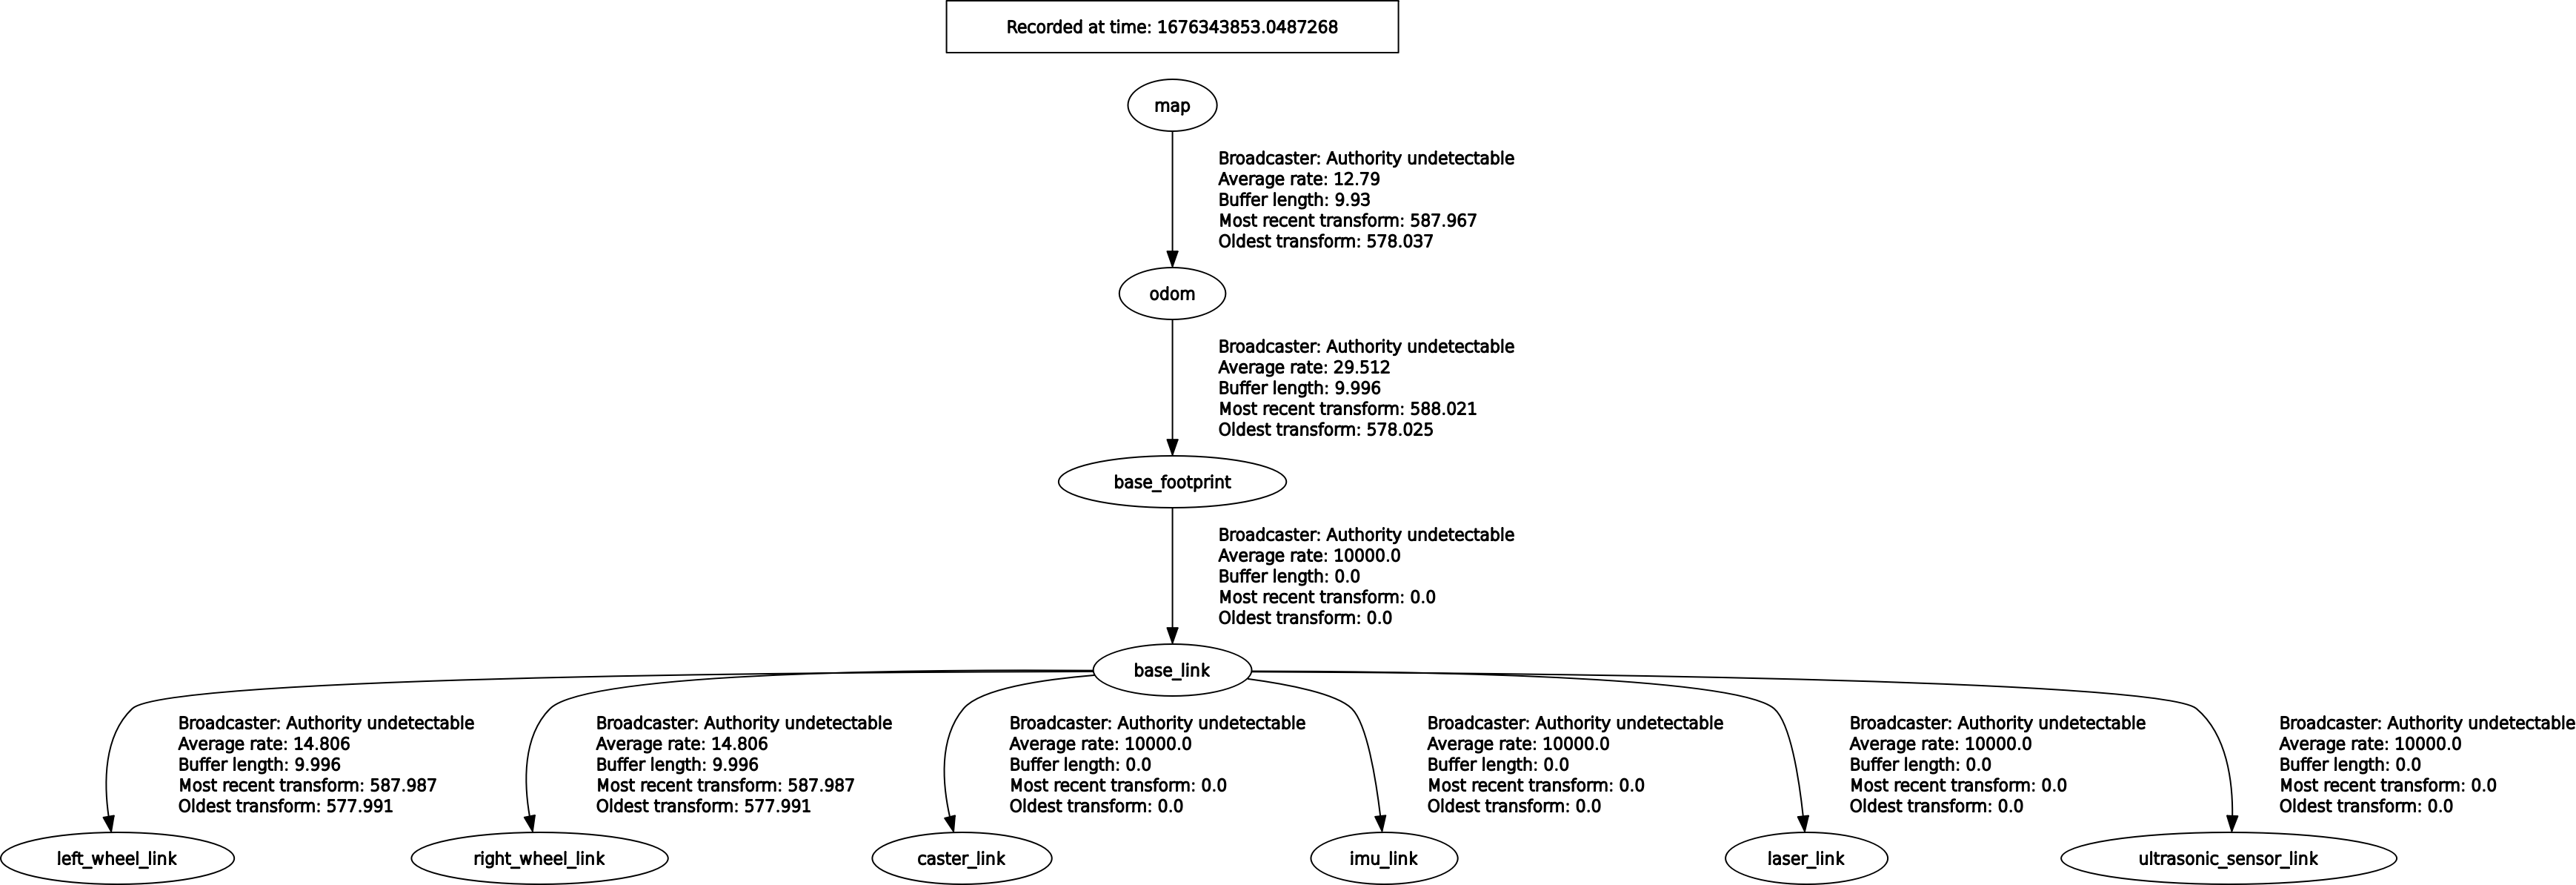 Recorded at time: 1676343853.0487268
map
Broadcaster: Authority undetectable
Average rate: 12.79
Buffer length: 9.93
Most recent transform: 587.967
Oldest transform: 578.037
odom
Broadcaster: Authority undetectable
Average rate: 29.512
Buffer length: 9.996
Most recent transform: 588.021
Oldest transform: 578.025
base_footprint
Broadcaster: Authority undetectable
Average rate: 10000.0
Buffer length: 0.0
Most recent transform: 0.0
Oldest transform: 0.0
base_link
Broadcaster: Authority undetectable
Average rate: 14.806
Buffer length: 9.996
Most recent transform: 587.987
Oldest transform: 577.991
Broadcaster: Authority undetectable
Average rate: 14.806
Buffer length: 9.996
Most recent transform: 587.987
Oldest transform: 577.991
Broadcaster: Authority undetectable
Average rate: 10000.0
Buffer length: 0.0
Most recent transform: 0.0
Oldest transform: 0.0
Broadcaster: Authority undetectable
Average rate: 10000.0
Buffer length: 0.0
Most recent transform: 0.0
Oldest transform: 0.0
Broadcaster: Authority undetectable
Average rate: 10000.0
Buffer length: 0.0
Most recent transform: 0.0
Oldest transform: 0.0
Broadcaster: Authority undetectable
Average rate: 10000.0
Buffer length: 0.0
Most recent transform: 0.0
Oldest transform: 0.0
left_wheel_link
right_wheel_link
caster_link
imu_link
laser_link
ultrasonic_sensor_link